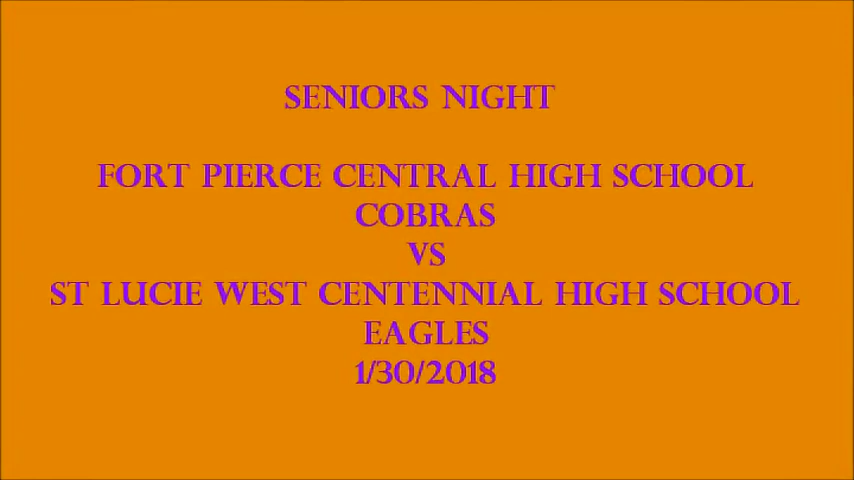 SENIORS NIGHT
FORT PIERCE CENTRAL HIGH SCHOOL
COBRAS
VS
ST LUCIE WEST CENTENNIAL HIGH SCHOOL
EAGLES
1/30/2018